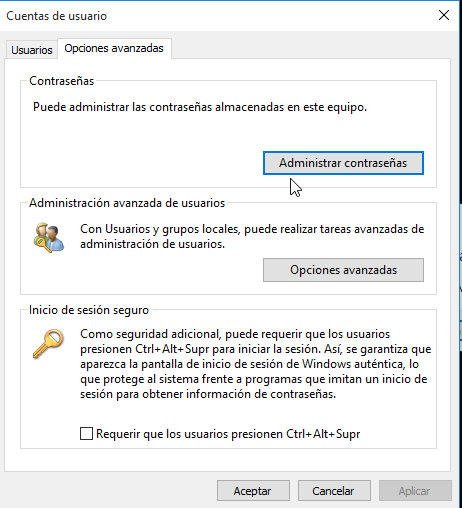 Cuentas de usuario
Usuarios
Opciones avanzadas
Contraseñas
Puede administrar las contraseñas almacenadas en este equipo.
Administrar contraseñas
Administración avanzada de usuarios
Con Usuarios y grupos locales, puede realizar tareas avanzadas de
administración de usuarios.
Opciones avanzadas
Inicio de sesión seguro
Como seguridad adicional, puede requerir que los usuarios
presionen Ctrl+Alt+Supr para iniciar la sesión. Así, se garantiza que
aparezca la pantalla de inicio de sesión de Windows auténtica, lo
que protege al sistema frente a programas que imitan un inicio de
sesión para obtener información de contraseñas.
Requerir que los usuarios presionen Ctrl+Alt+Supr
Aceptar
Cancelar
Aplicar